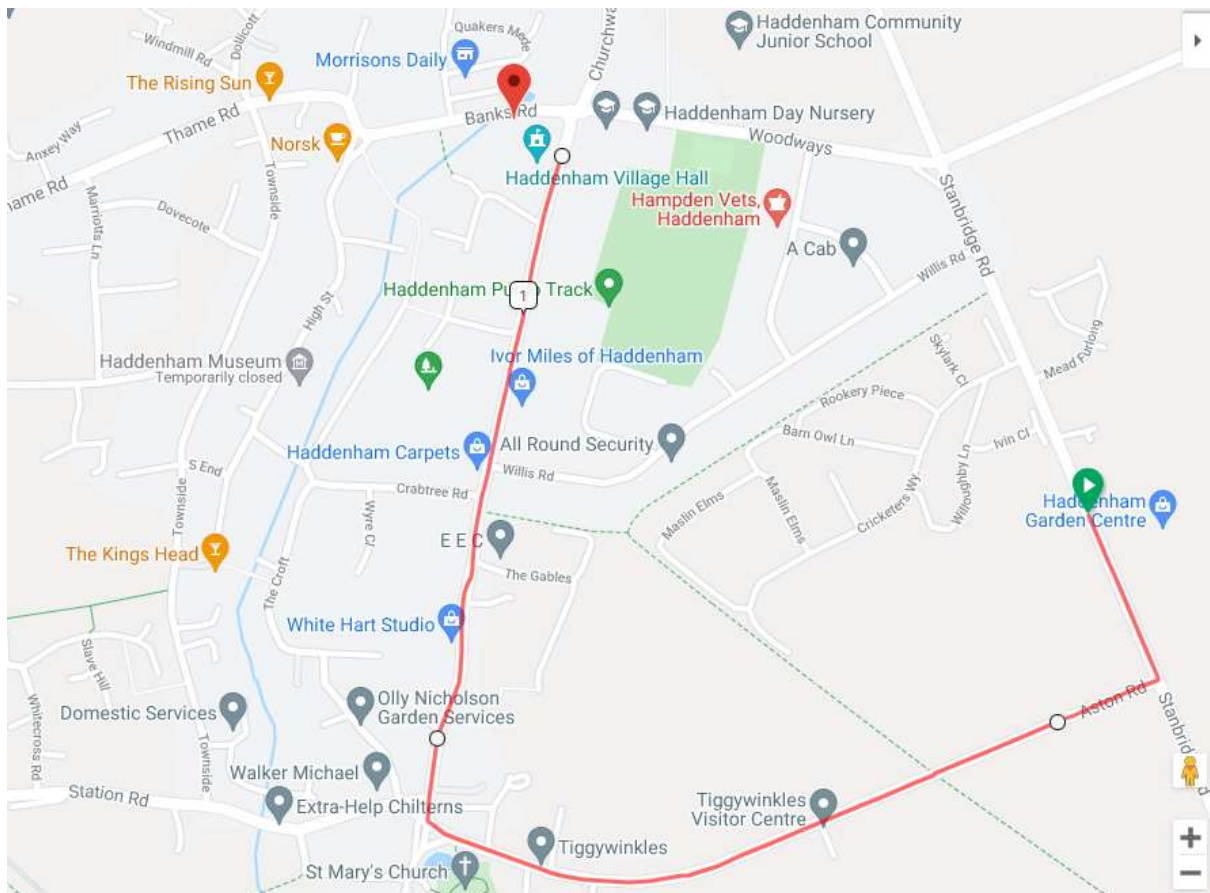 Quakers Mede
Dollicott
Windmill Rd
Churchway
Haddenham Community
Junior School
Morrisons Daily
The Rising Sun
Banks Rd
Haddenham Day Nursery
Thame Rd
Woodways
Anxey Way
Norsk
Haddenham Village Hall
Thame Rd
Townside
Hampden Vets,
Haddenham
Stanbridge Rd
Marriotts Ln
Dovecote
A Cab
Willis Rd
Haddenham Pu Track
1
High St
Haddenham Museum
Temporarily closed
Ivor Miles of Haddenham
Skylark Cl
Mead Furlong
Rookery Piece
Barn Owl Ln
Ivin Cl
All Round Security
Haddenham Carpets
Willis Rd
S End
Crabtree Rd
Willoughby Ln
Maslin Elms
Maslin Elms
Cricketers Wy
Haddenham
Garden Centre
Townside
Wyre Cl
E E C
The Kings Head
The Gables
The Croft
White Hart Studio
Slave Hill
Olly Nicholson
Garden Services
Domestic Services
Whitecross Rd
Townside
Aston Rd
Stanbridge Rd
Walker Michael
Station Rd
Extra-Help Chilterns
Tiggywinkles
Visitor Centre
Tiggywinkles
St Mary's Church